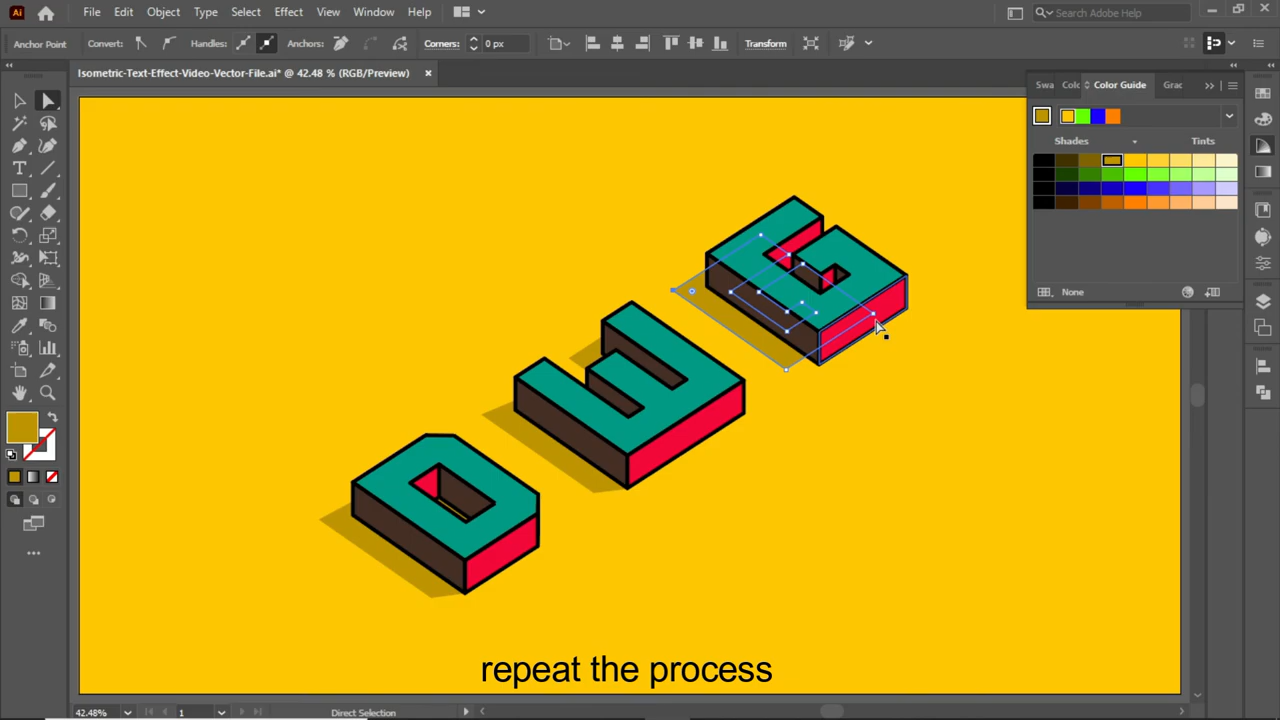 Ai File Edit Object Type Select Effect View Window Help Search Adobe Help
Anchor Point Convert: Handles: Anchors: Corners: 0 px Transform
Isometric-Text-Effect-Video-Vector-File.ai* @ 42.48 % (RGB/Preview)
Swa Colc Color Guide Grac
Shades Tints
None
G
E
D
repeat the process
42.48% 1 Direct Selection